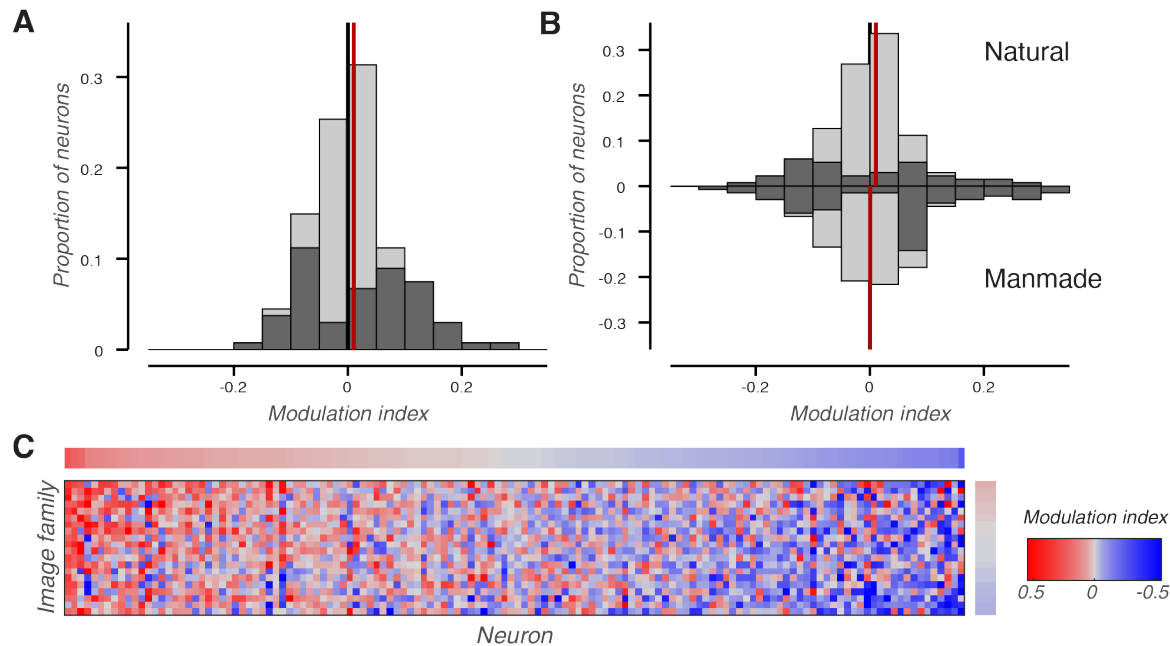 A
Proportion of neurons
0.3
0.2
0.1
0
-0.2
0
0.2
Modulation index
B
Proportion of neurons
0.3
0.2
0.1
0
-0.1
-0.2
-0.3
Natural
Manmade
-0.2
0
0.2
Modulation index
C
Image family
Neuron
Modulation index
0.5
0
-0.5